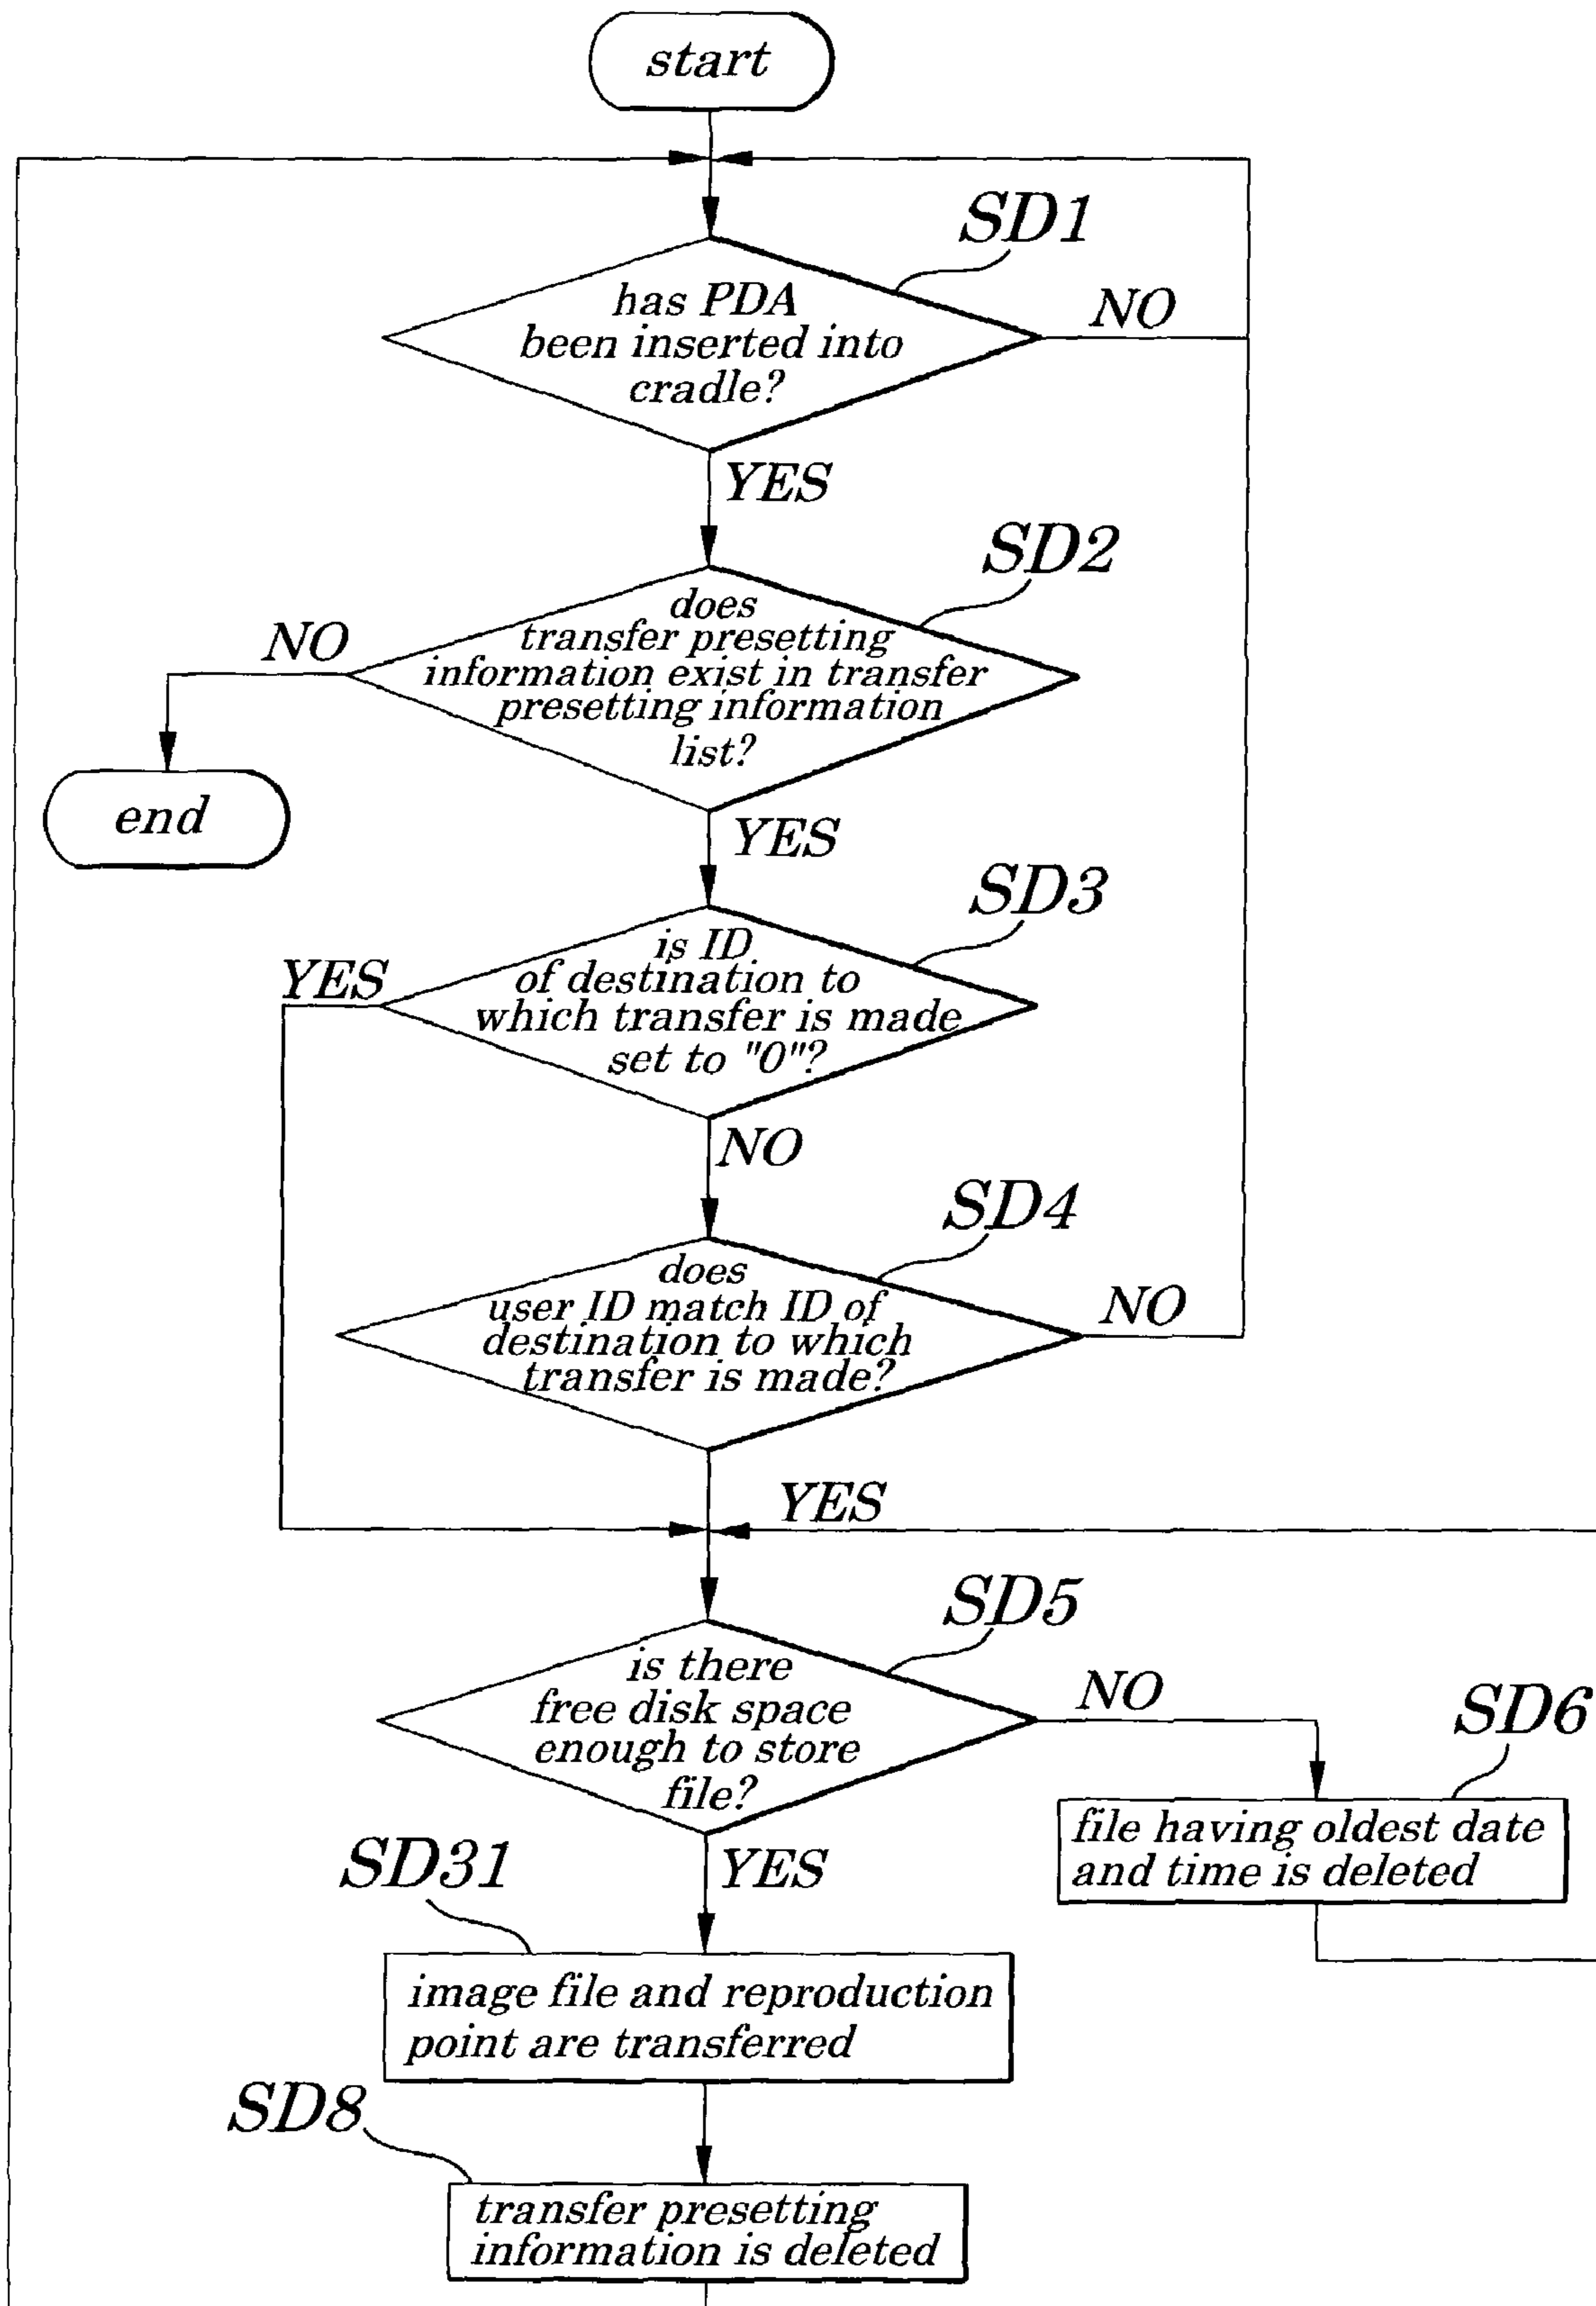 start
SD1
has PDA
been inserted into
cradle?
NO
YES
SD2
does
transfer presetting
information exist in transfer
presetting information
list?
NO
end
YES
SD3
is ID
of destination to
which transfer is made
set to "0"?
YES
NO
SD4
does
user ID match ID of
destination to which
transfer is made?
NO
YES
SD5
is there
free disk space
enough to store
file?
NO
SD6
file having oldest date
and time is deleted
YES
SD31
image file and reproduction
point are transferred
SD8
transfer presetting
information is deleted